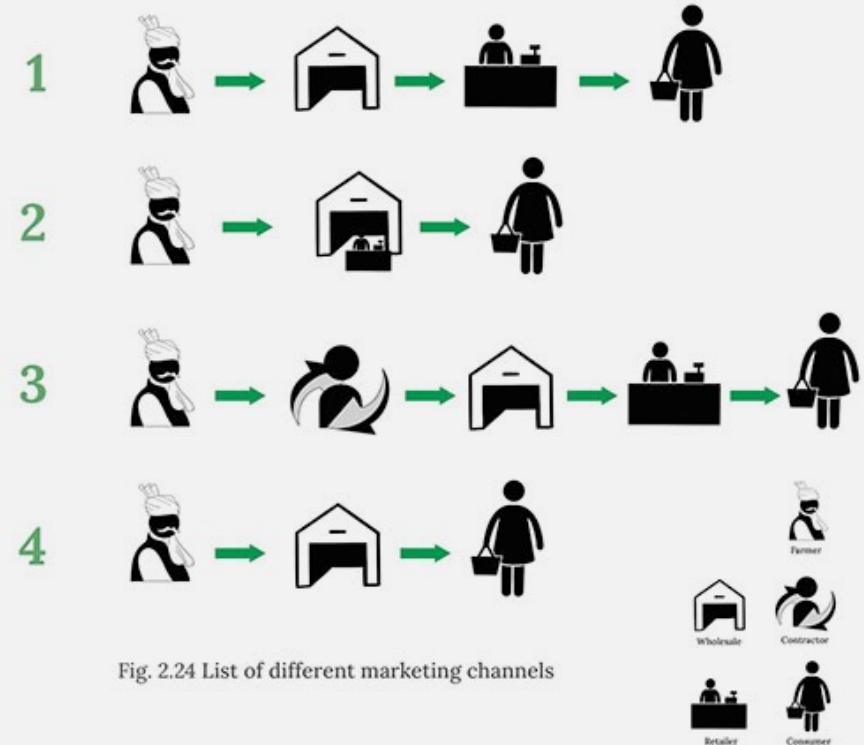 1
2
3
4
Farmer
Wholesale Contractor
Fig. 2.24 List of different marketing channels
Retailer Consumer